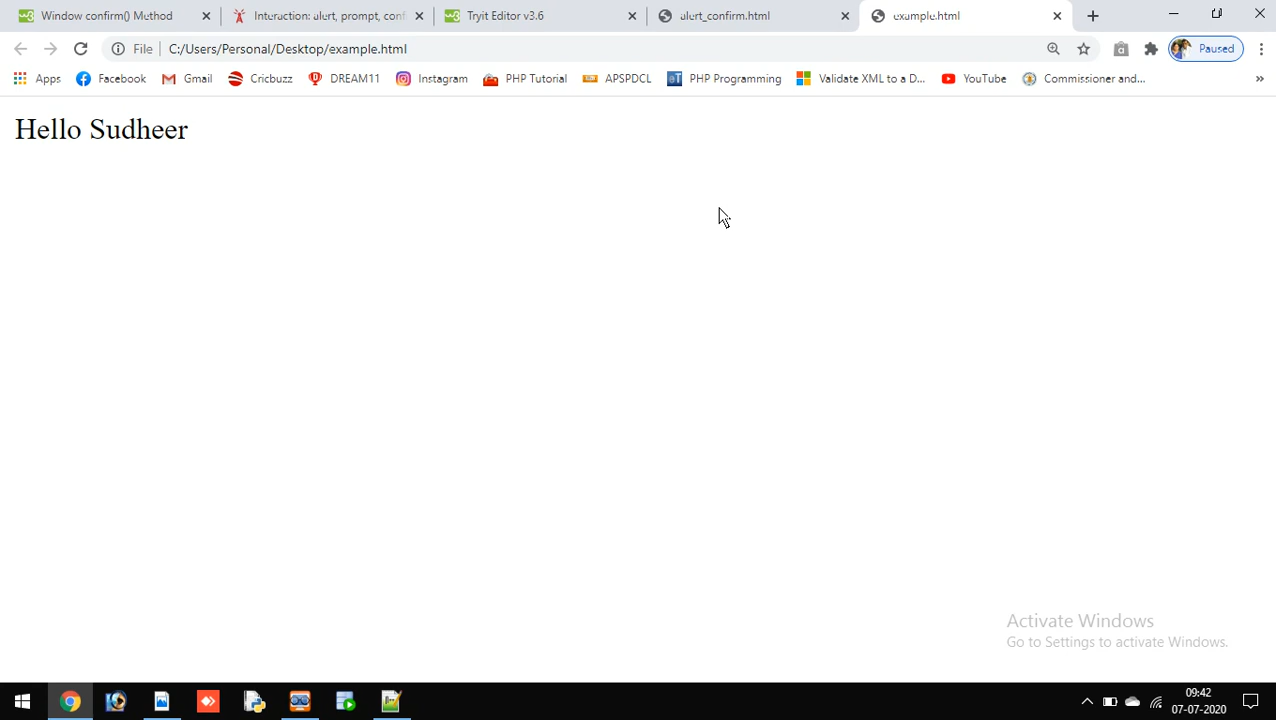 Window confirm() Method
Interaction: alert, prompt, conf
Tryit Editor v3.6
alert_confirm.html
example.html
File
C:/Users/Personal/Desktop/example.html
Paused
Apps
Facebook
Gmail
Cricbuzz
DREAM11
Instagram
PHP Tutorial
APSPDCL
PHP Programming
Validate XML to a D...
YouTube
Commissioner and...
»
Hello Sudheer
Activate Windows
Go to Settings to activate Windows.
09:42
07-07-2020